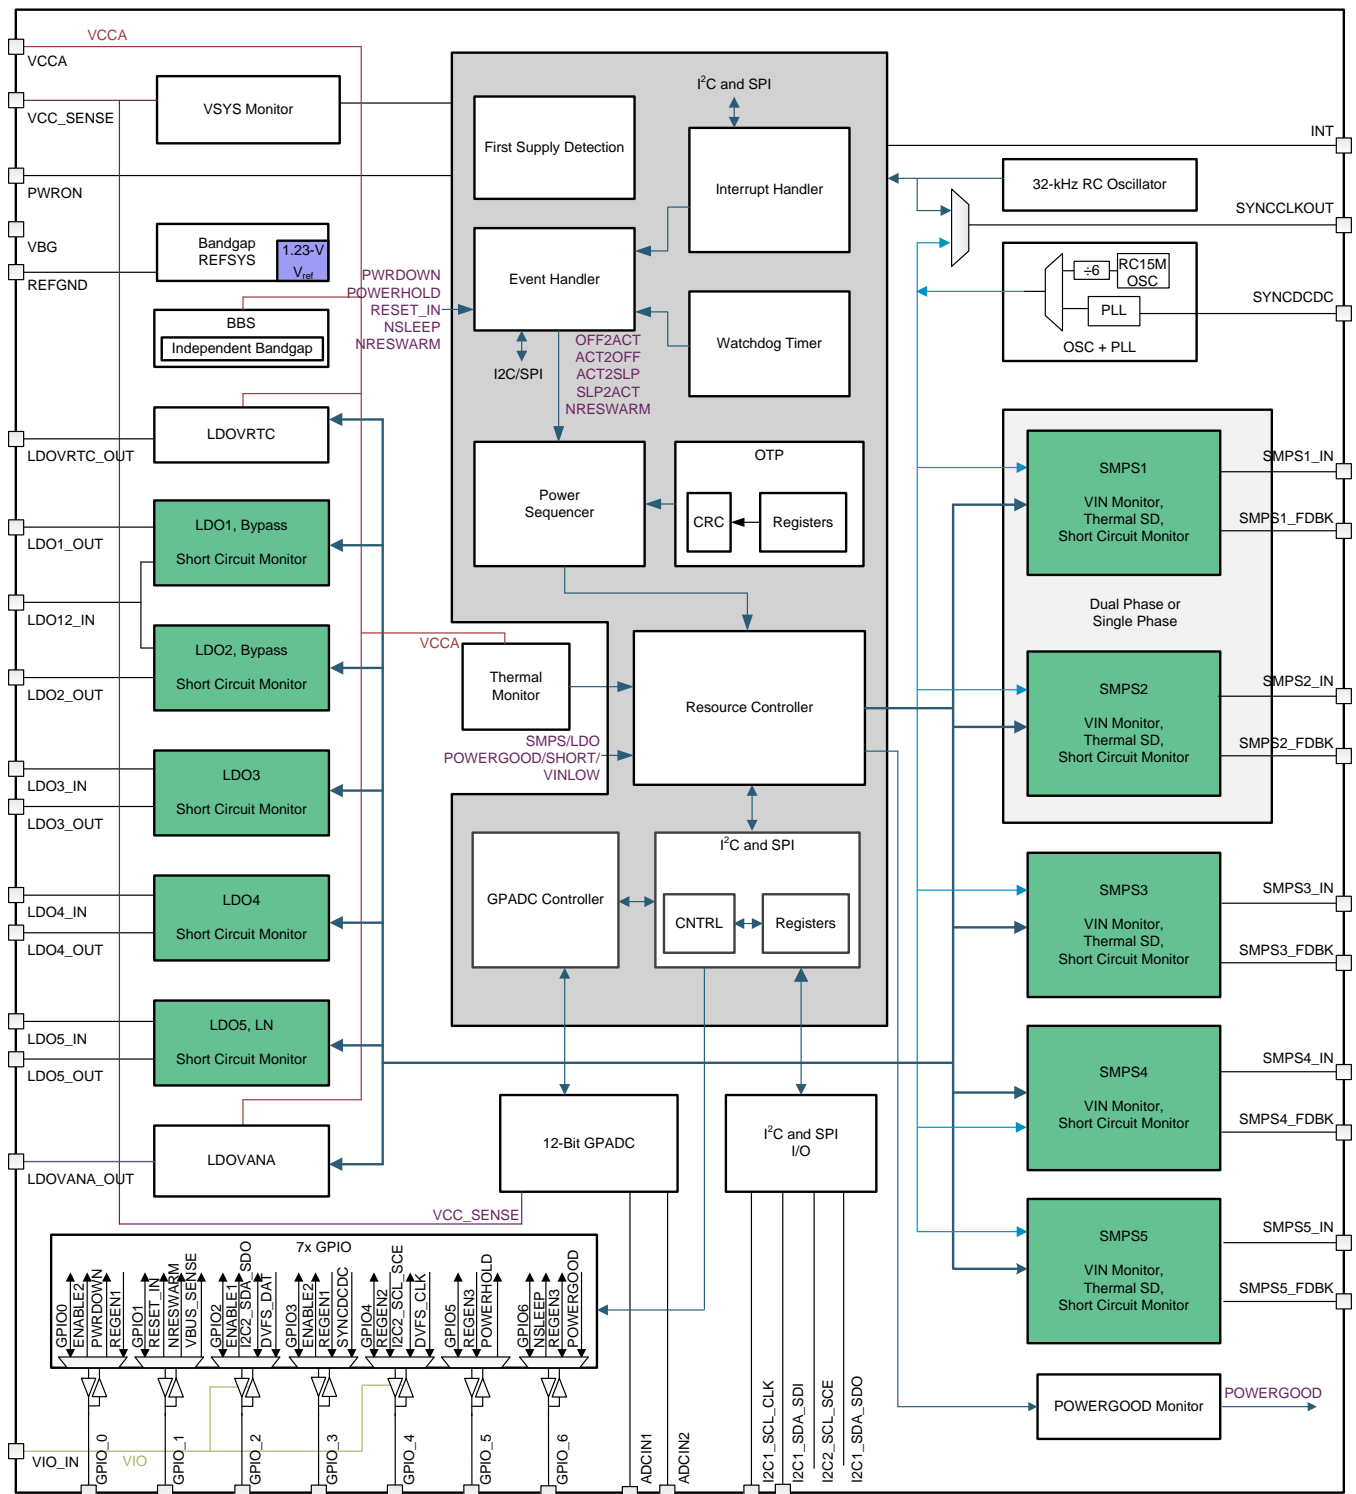 VCCA
VCCA
VCC_SENSE
VSYS Monitor
PWRON
VBG
REFGND
Bandgap
REFSYS
1.23-V
Vref
BBS
Independent Bandgap
PWRDOWN
POWERHOLD
RESET_IN
NSLEEP
NRESWARM
LDOVRTC
LDOVRTC_OUT
LDO1, Bypass
Short Circuit Monitor
LDO1_OUT
LDO12_IN
LDO2, Bypass
Short Circuit Monitor
LDO2_OUT
LDO3
Short Circuit Monitor
LDO3_IN
LDO3_OUT
LDO4
Short Circuit Monitor
LDO4_IN
LDO4_OUT
LDO5, LN
Short Circuit Monitor
LDO5_IN
LDO5_OUT
LDOVANA
LDOVANA_OUT
I²C and SPI
First Supply Detection
Interrupt Handler
Event Handler
I2C/SPI
OFF2ACT
ACT2OFF
ACT2SLP
SLP2ACT
NRESWARM
Watchdog Timer
Power
Sequencer
OTP
CRC
Registers
VCCA
Thermal
Monitor
Resource Controller
SMPS/LDO
POWERGOOD/SHORT/
VINLOW
GPADC Controller
I²C and SPI
CNTRL
Registers
12-Bit GPADC
I²C and SPI
I/O
VCC_SENSE
INT
32-kHz RC Oscillator
SYNCCLKOUT
÷6
RC15M
OSC
PLL
OSC + PLL
SYNCDCDC
SMPS1
VIN Monitor,
Thermal SD,
Short Circuit Monitor
SMPS1_IN
SMPS1_FDBK
Dual Phase or
Single Phase
SMPS2
VIN Monitor,
Thermal SD,
Short Circuit Monitor
SMPS2_IN
SMPS2_FDBK
SMPS3
VIN Monitor,
Thermal SD,
Short Circuit Monitor
SMPS3_IN
SMPS3_FDBK
SMPS4
VIN Monitor,
Short Circuit Monitor
SMPS4_IN
SMPS4_FDBK
SMPS5
VIN Monitor,
Thermal SD,
Short Circuit Monitor
SMPS5_IN
SMPS5_FDBK
POWERGOOD Monitor
POWERGOOD
7x GPIO
GPIO0
ENABLE2
PWRDOWN
REGEN1
GPIO1
RESET_IN
NRESWARM
VBUS_SENSE
GPIO2
ENABLE1
I2C2_SDA_SDO
DVFS_DAT
GPIO3
ENABLE2
REGEN1
SYNCDCDC
GPIO4
REGEN2
I2C2_SCL_SCE
DVFS_CLK
GPIO5
REGEN3
POWERHOLD
GPIO6
NSLEEP
REGEN3
POWERGOOD
VIO_IN
VIO
GPIO_0
GPIO_1
GPIO_2
GPIO_3
GPIO_4
GPIO_5
GPIO_6
ADCIN1
ADCIN2
I2C1_SCL_CLK
I2C1_SDA_SDI
I2C2_SCL_SCE
I2C1_SDA_SDO